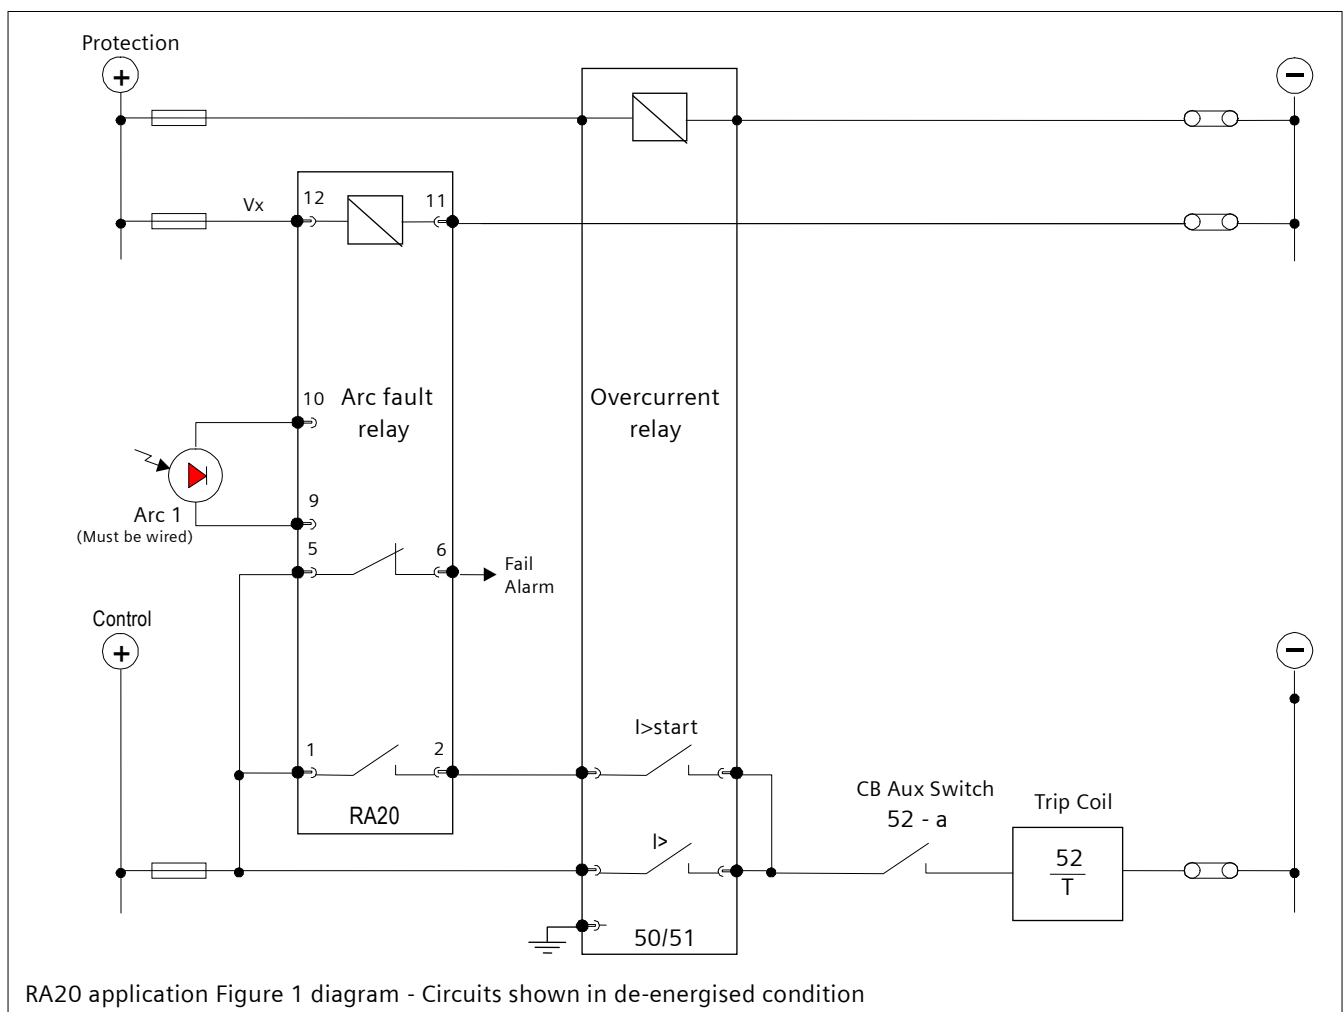 Protection
+
−
Vx
12
11
10
Arc fault
relay
Overcurrent
relay
9
Arc 1
(Must be wired)
5
6
Fail
Alarm
Control
+
−
I>start
1
2
CB Aux Switch
52 - a
Trip Coil
RA20
I>
52
T
50/51
RA20 application Figure 1 diagram - Circuits shown in de-energised condition